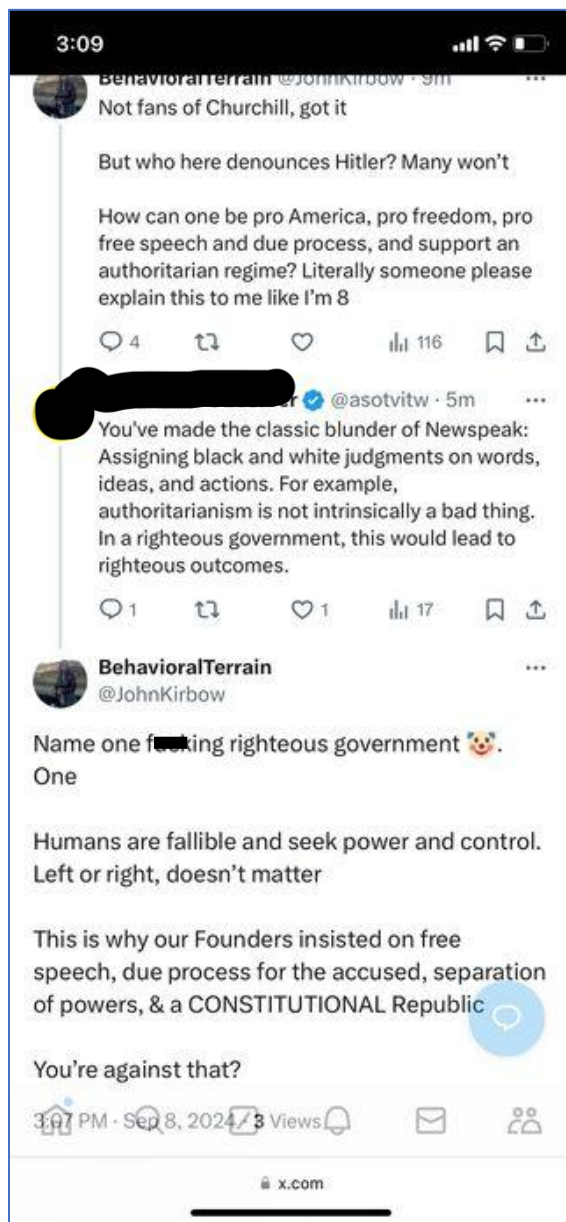 3:09
BehavioralTerrain @JohnKirbow · 9m
Not fans of Churchill, got it
But who here denounces Hitler? Many won't
How can one be pro America, pro freedom, pro
free speech and due process, and support an
authoritarian regime? Literally someone please
explain this to me like I'm 8
4
116
r @asotvitw · 5m
You've made the classic blunder of Newspeak:
Assigning black and white judgments on words,
ideas, and actions. For example,
authoritarianism is not intrinsically a bad thing.
In a righteous government, this would lead to
righteous outcomes.
1
1
17
BehavioralTerrain
@JohnKirbow
Name one f king righteous government 🤡.
One
Humans are fallible and seek power and control.
Left or right, doesn't matter
This is why our Founders insisted on free
speech, due process for the accused, separation
of powers, & a CONSTITUTIONAL Republic
You're against that?
3:07 PM · Sep 8, 2024 / 3 Views
x.com